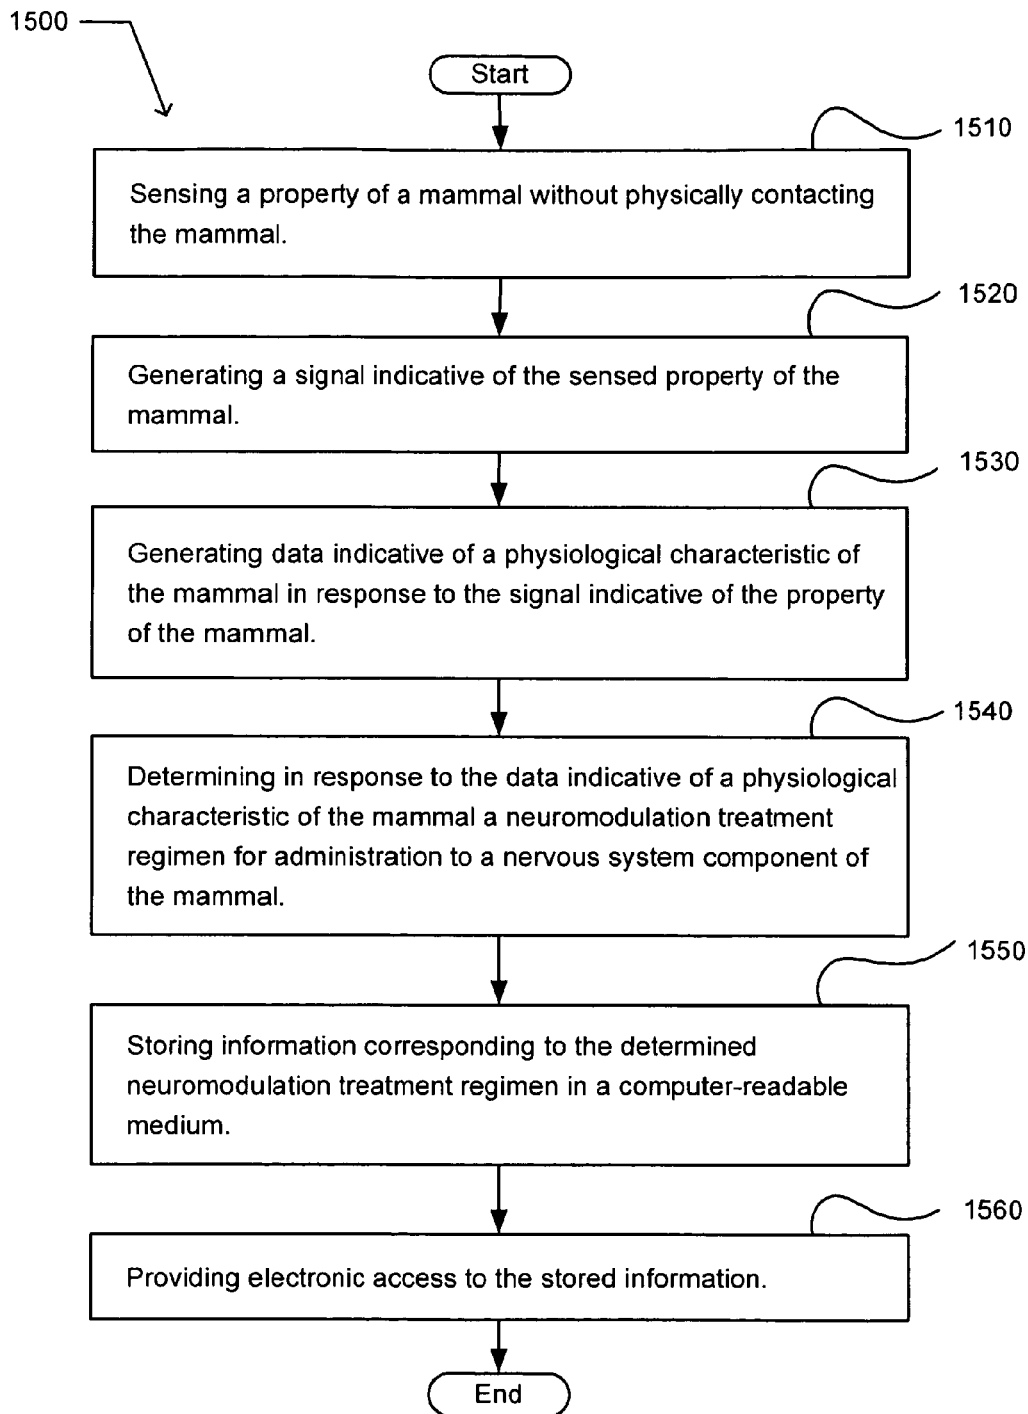 1500
Start
1510
Sensing a property of a mammal without physically contacting
the mammal.
1520
Generating a signal indicative of the sensed property of the
mammal.
1530
Generating data indicative of a physiological characteristic of
the mammal in response to the signal indicative of the property
of the mammal.
1540
Determining in response to the data indicative of a physiological
characteristic of the mammal a neuromodulation treatment
regimen for administration to a nervous system component of
the mammal.
1550
Storing information corresponding to the determined
neuromodulation treatment regimen in a computer-readable
medium.
1560
Providing electronic access to the stored information.
End